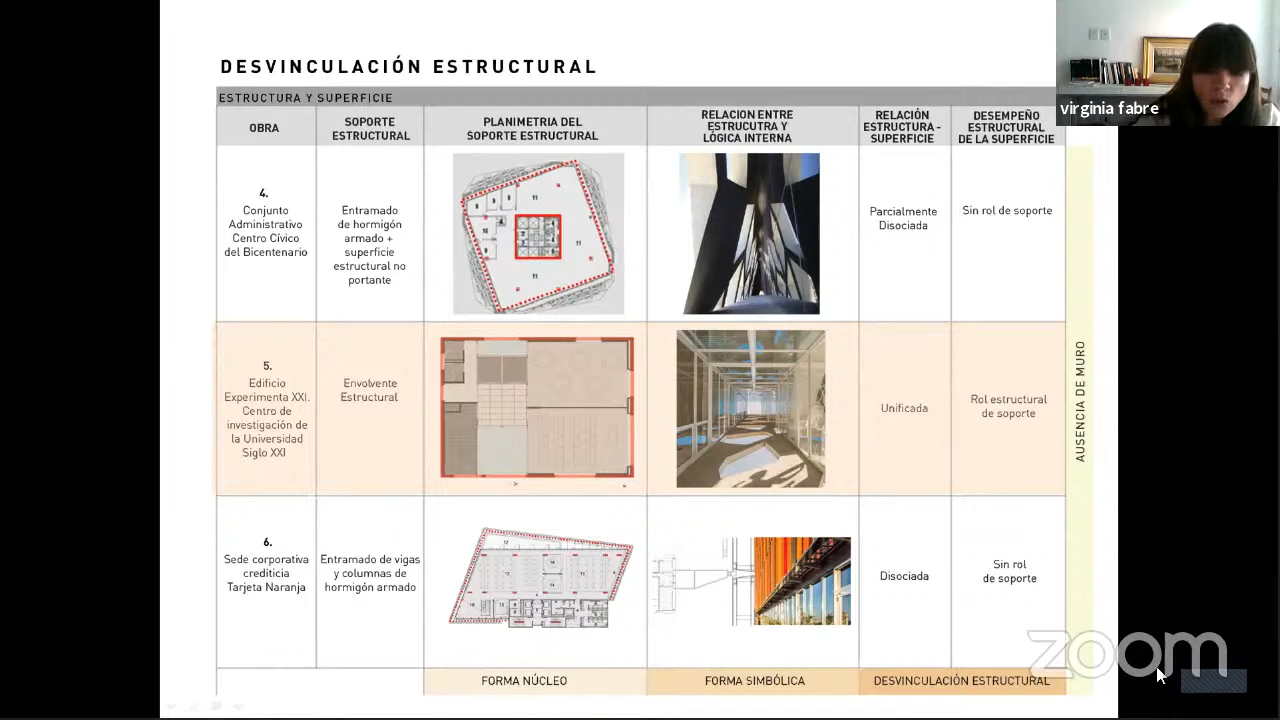 DESVINCULACIÓN ESTRUCTURAL
virginia fabre
ESTRUCTURA Y SUPERFICIE
OBRA
SOPORTE
ESTRUCTURAL
PLANIMETRIA DEL
SOPORTE ESTRUCTURAL
RELACION ENTRE
ESTRUCUTRA Y
LÓGICA INTERNA
RELACIÓN
ESTRUCTURA -
SUPERFICIE
DESEMPEÑO
ESTRUCTURAL
DE LA SUPERFICIE
4.
Conjunto
Administrativo
Centro Cívico
del Bicentenario
Entramado
de hormigón
armado +
superficie
estructural no
portante
Parcialmente
Disociada
Sin rol de soporte
5.
Edificio
Experimenta XXI.
Centro de
investigación de
la Universidad
Siglo XXI
Envolvente
Estructural
Unificada
Rol estructural
de soporte
6.
Sede corporativa
crediticia
Tarjeta Naranja
Entramado de vigas
y columnas de
hormigón armado
Disociada
Sin rol
de soporte
AUSENCIA DE MURO
FORMA NÚCLEO
FORMA SIMBÓLICA
DESVINCULACIÓN ESTRUCTURAL
zoom